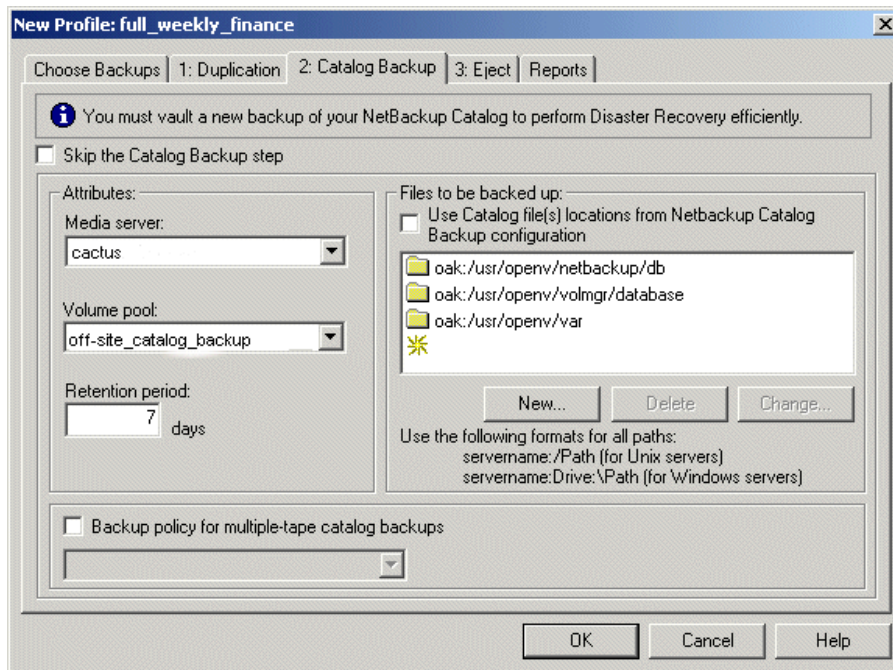 New Profile: full_weekly_finance
Choose Backups
1: Duplication
2: Catalog Backup
3: Eject
Reports
You must vault a new backup of your NetBackup Catalog to perform Disaster Recovery efficiently.
Skip the Catalog Backup step
Attributes:
Media server:
cactus
Volume pool:
off-site_catalog_backup
Retention period:
7
days
Files to be backed up:
Use Catalog file(s) locations from Netbackup Catalog
Backup configuration
oak:/usr/openv/netbackup/db
oak:/usr/openv/volmgr/database
oak:/usr/openv/var
New...
Delete
Change...
Use the following formats for all paths:
servername:/Path (for Unix servers)
servername:Drive:\Path (for Windows servers)
Backup policy for multiple-tape catalog backups
OK
Cancel
Help